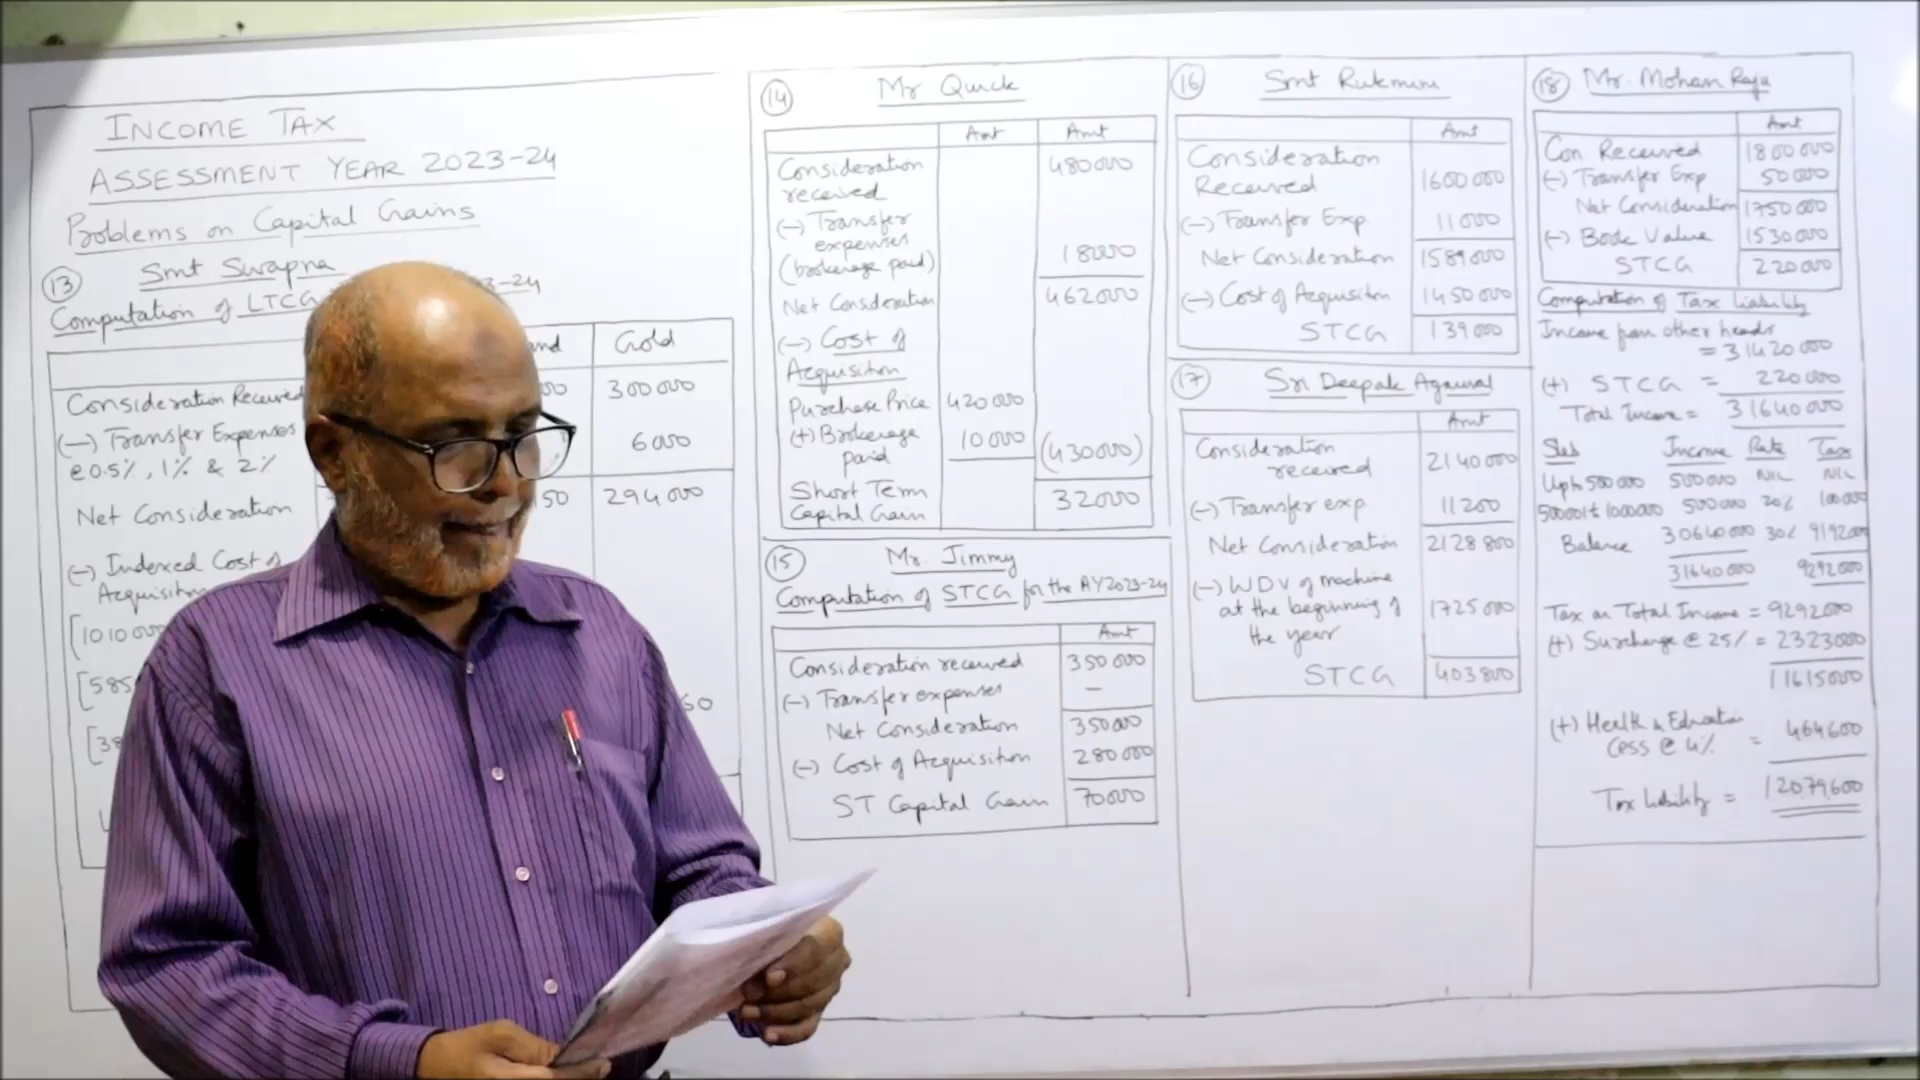 INCOME TAX
ASSESSMENT YEAR 2023-24
Problems on Capital Gains
13 Smt Swapna
Computation of LTCG 3-24
and Gold
Consideration Received 00 300000
(-) Transfer Expenses 6000
@ 0.5%, 1% & 2%
Net Consideration 50 294000
(-) Indexed Cost of
Acquisition
[1010000
[585
[38 60
14 Mr Quick
Amt Amt
Consideration 480000
received
(-) Transfer
expenses
(brokerage paid) 18000
Net Consideration 462000
(-) Cost of
Acquisition
Purchase Price 420000
(+) Brokerage 10000 (430000)
paid
Short Term 32000
Capital Gain
15 Mr. Jimmy
Computation of STCG for the AY2023-24
Amt
Consideration received 350000
(-) Transfer expenses -
Net Consideration 350000
(-) Cost of Acquisition 280000
ST Capital Gain 70000
16 Smt Rukmini
Amt
Consideration
Received 1600000
(-) Transfer Exp 11000
Net Consideration 1589000
(-) Cost of Acquisition 1450000
STCG 139000
17 Sri Deepak Agarwal
Amt
Consideration
received 2140000
(-) Transfer exp 11200
Net Consideration 2128800
(-) WDV of machine
at the beginning of 1725000
the year
STCG 403800
18 Mr. Mohan Raja
Amt
Con Received 1800000
(-) Transfer Exp 50000
Net Consideration 1750000
(-) Book Value 1530000
STCG 220000
Computation of Tax liability
Income from other heads
= 31420000
(+) STCG = 220000
Total Income = 31640000
Slab Income Rate Tax
Upto 500000 500000 NIL NIL
500001 to 1000000 500000 20% 100000
Balance 30640000 30% 9192000
31640000 9292000
Tax on Total Income = 9292000
(+) Surcharge @ 25% = 2323000
11615000
(+) Health & Education
Cess @ 4% = 464600
Tax liability = 12079600